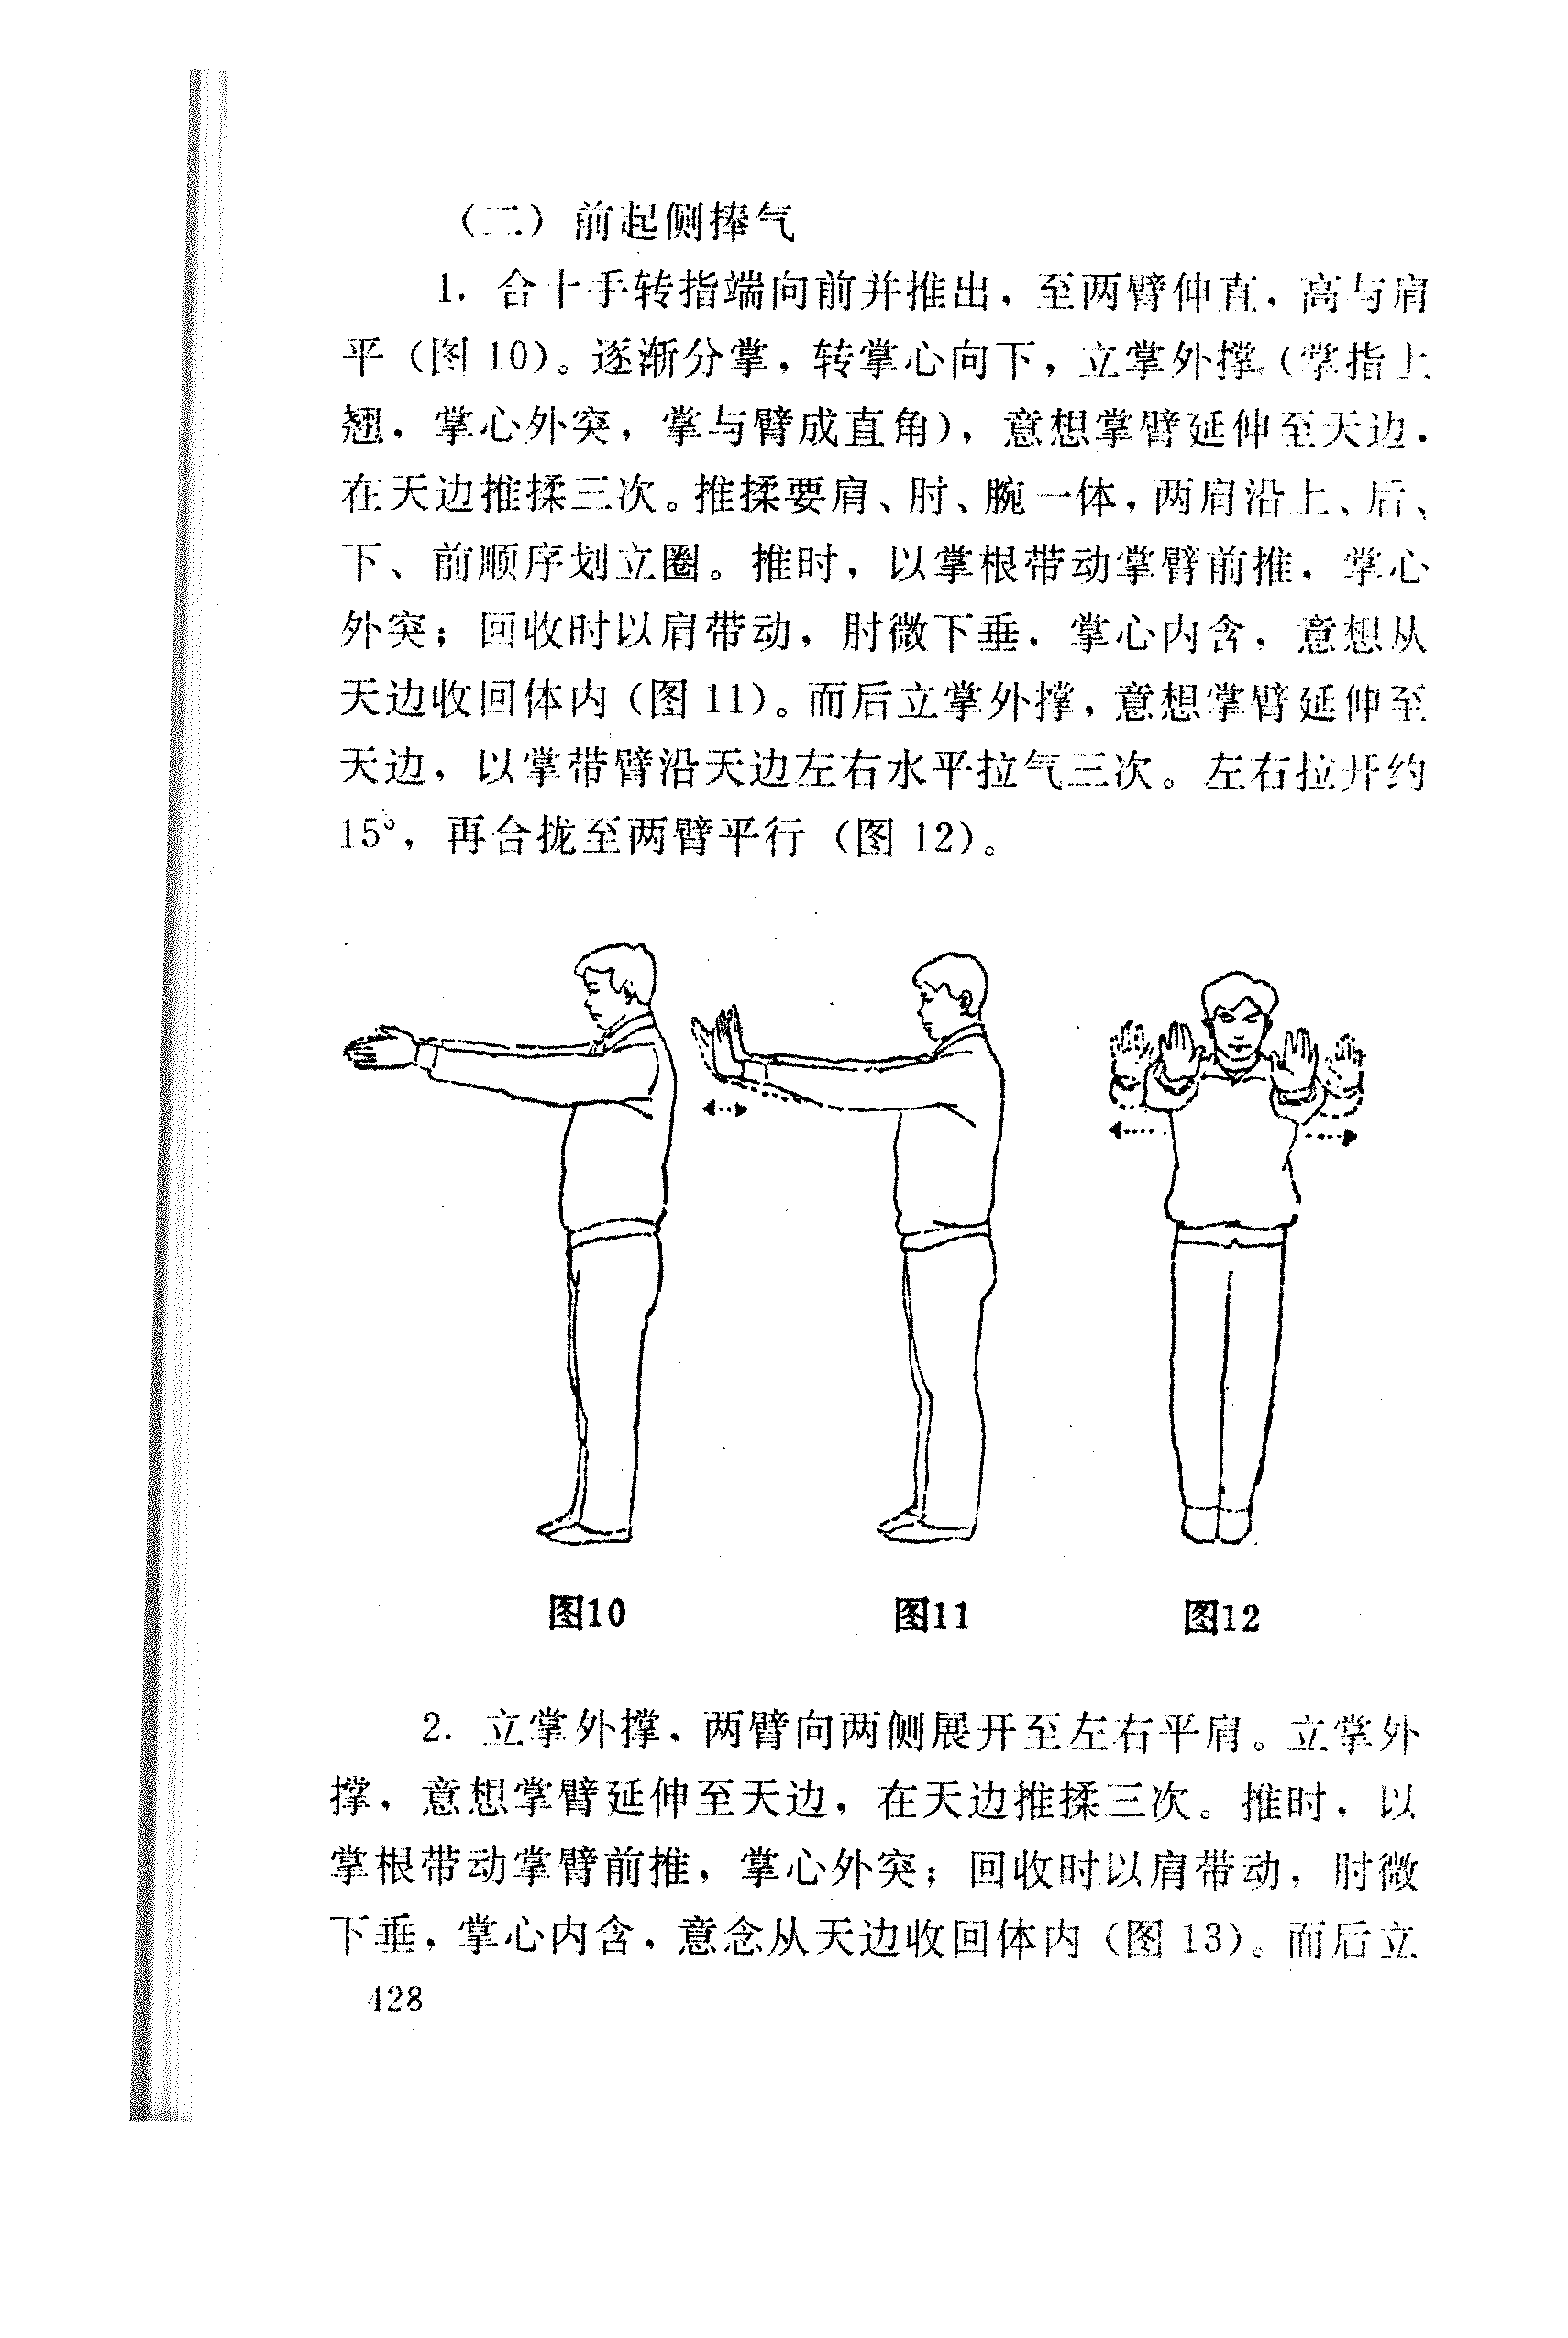 （二）前起侧捧气
1. 合十手转指端向前并推出，至两臂伸直，高与肩
平（图 10）。逐渐分掌，转掌心向下，立掌外撑（掌指上
翘，掌心外突，掌与臂成直角），意想掌臂延伸至天边，
在天边推揉三次。推揉要肩、肘、腕一体，两肩沿上、后、
下、前顺序划立圈。推时，以掌根带动掌臂前推，掌心
外突；回收时以肩带动，肘微下垂，掌心内含，意想从
天边收回体内（图 11）。而后立掌外撑，意想掌臂延伸至
天边，以掌带臂沿天边左右水平拉气三次。左右拉开约
15°，再合拢至两臂平行（图 12）。
图10 图11 图12
2. 立掌外撑，两臂向两侧展开至左右平肩。立掌外
撑，意想掌臂延伸至天边，在天边推揉三次。推时，以
掌根带动掌臂前推，掌心外突；回收时以肩带动，肘微
下垂，掌心内含，意念从天边收回体内（图 13）。而后立
428